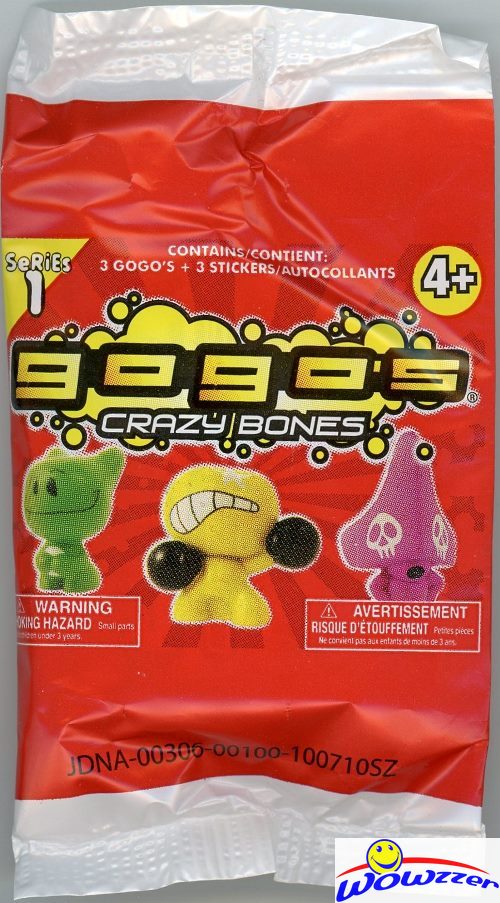 CONTAINS/CONTIENT:
3 GOGO'S + 3 STICKERS/AUTOCOLLANTS
SeRiEs
1
4+
gogo's®
CRAZY BONES
WARNING
OKING HAZARD Small parts
children under 3 years.
AVERTISSEMENT
RISQUE D'ÉTOUFFEMENT Petites pièces
Ne convient pas aux enfants de moins de 3 ans.
JDNA-00306-00100-100710SZ
WOWZZer